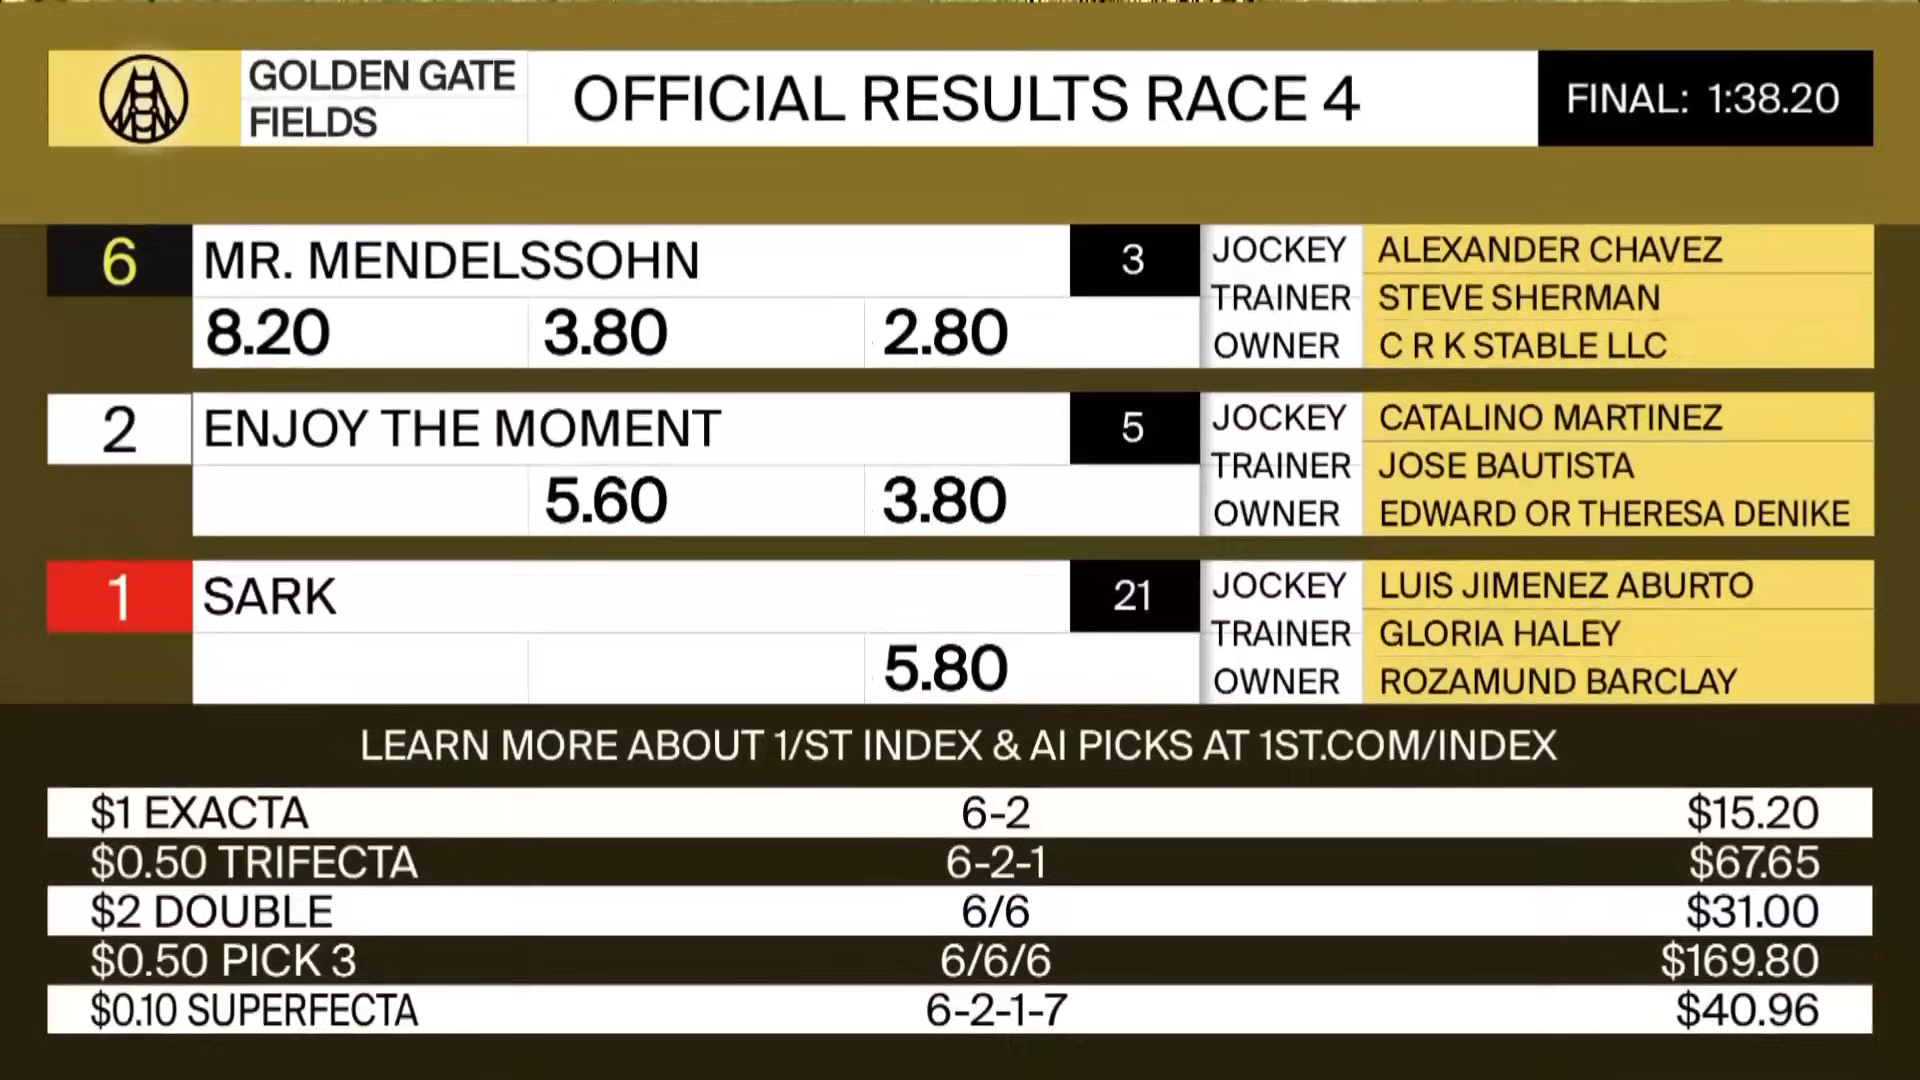 GOLDEN GATE
FIELDS
OFFICIAL RESULTS RACE 4
FINAL: 1:38.20
6 MR. MENDELSSOHN 3
8.20 3.80 2.80
JOCKEY ALEXANDER CHAVEZ
TRAINER STEVE SHERMAN
OWNER C R K STABLE LLC
2 ENJOY THE MOMENT 5
5.60 3.80
JOCKEY CATALINO MARTINEZ
TRAINER JOSE BAUTISTA
OWNER EDWARD OR THERESA DENIKE
1 SARK 21
5.80
JOCKEY LUIS JIMENEZ ABURTO
TRAINER GLORIA HALEY
OWNER ROZAMUND BARCLAY
LEARN MORE ABOUT 1/ST INDEX & AI PICKS AT 1ST.COM/INDEX
$1 EXACTA 6-2 $15.20
$0.50 TRIFECTA 6-2-1 $67.65
$2 DOUBLE 6/6 $31.00
$0.50 PICK 3 6/6/6 $169.80
$0.10 SUPERFECTA 6-2-1-7 $40.96